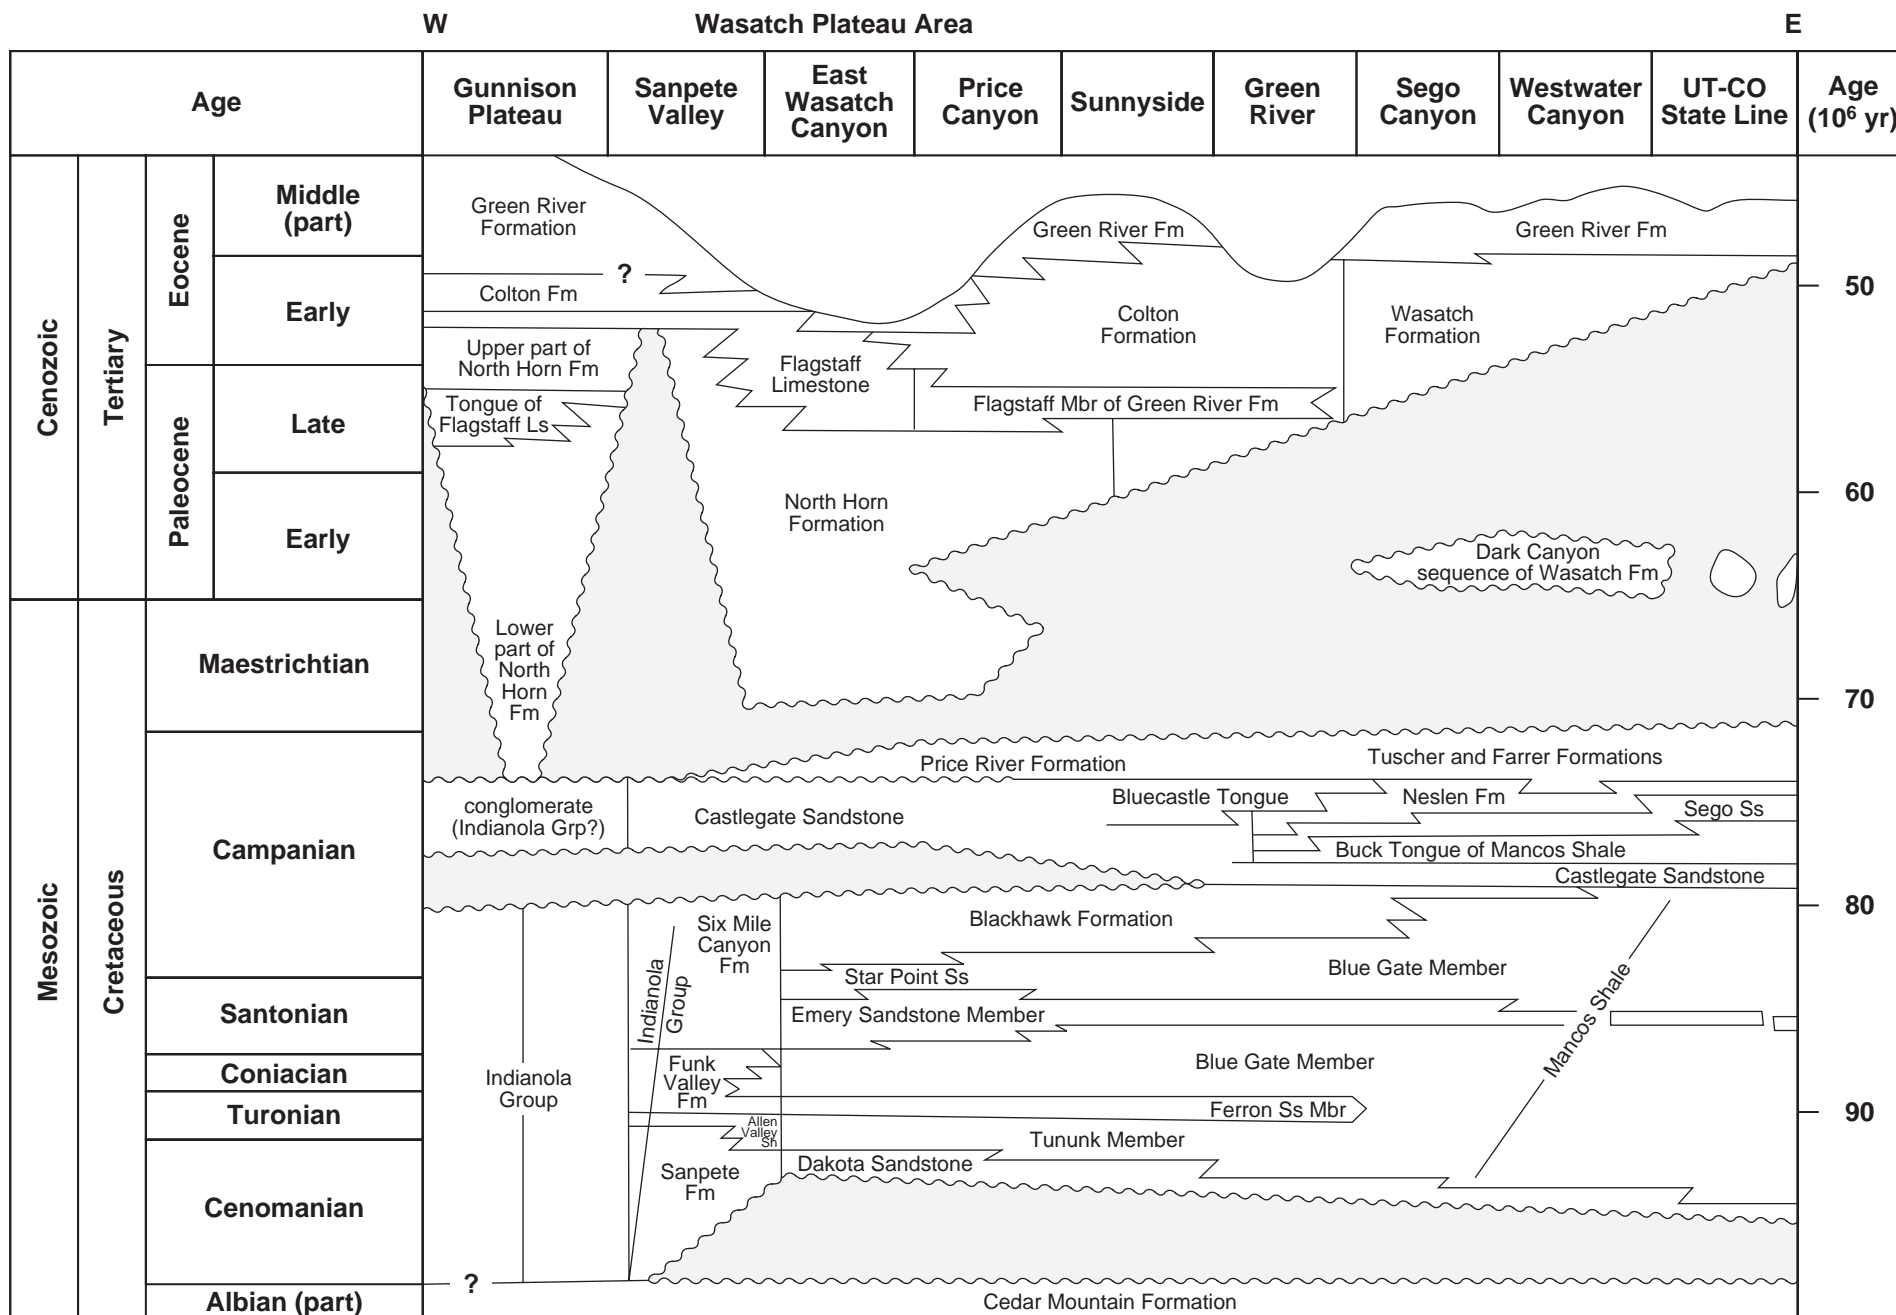 W Wasatch Plateau Area E
Age
Gunnison
Plateau
Sanpete
Valley
East
Wasatch
Canyon
Price
Canyon
Sunnyside
Green
River
Sego
Canyon
Westwater
Canyon
UT-CO
State Line
Age
(10⁶ yr)
Cenozoic
Tertiary
Eocene
Middle
(part)
Early
Paleocene
Late
Early
Mesozoic
Cretaceous
Maestrichtian
Campanian
Santonian
Coniacian
Turonian
Cenomanian
Albian (part)
Green River
Formation
Green River Fm
Green River Fm
?
Colton Fm
Colton
Formation
Wasatch
Formation
Upper part of
North Horn Fm
Flagstaff
Limestone
Tongue of
Flagstaff Ls
Flagstaff Mbr of Green River Fm
North Horn
Formation
Dark Canyon
sequence of Wasatch Fm
Lower
part of
North
Horn
Fm
Price River Formation
Tuscher and Farrer Formations
conglomerate
(Indianola Grp?)
Castlegate Sandstone
Bluecastle Tongue
Neslen Fm
Sego Ss
Buck Tongue of Mancos Shale
Castlegate Sandstone
Six Mile
Canyon
Fm
Blackhawk Formation
Indianola
Group
Star Point Ss
Blue Gate Member
Mancos Shale
Emery Sandstone Member
Indianola
Group
Funk
Valley
Fm
Blue Gate Member
Ferron Ss Mbr
Allen
Valley
Sh
Tununk Member
Sanpete
Fm
Dakota Sandstone
?
Cedar Mountain Formation
50
60
70
80
90